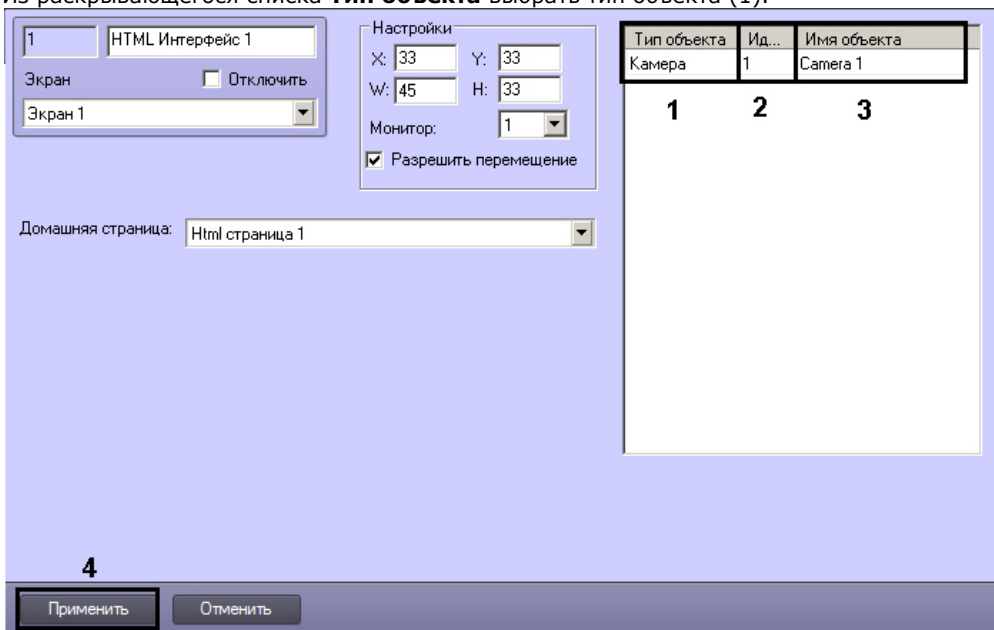 Из раскрывающегося списка Тип объекта выбрать тип объекта (1).
1
HTML Интерфейс 1
Экран
Отключить
Экран 1
Настройки
X: 33 Y: 33
W: 45 H: 33
Монитор: 1
Разрешить перемещение
Домашняя страница: Html страница 1
Тип объекта Ид... Имя объекта
Камера 1 Camera 1
1 2 3
4
Применить Отменить